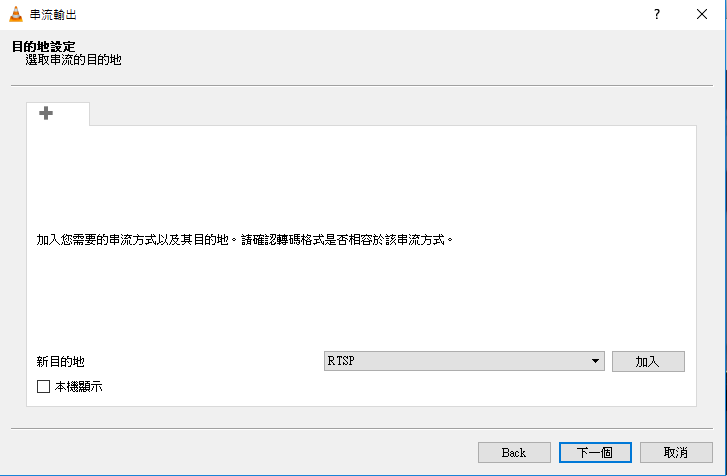 串流輸出
?
目的地設定
選取串流的目的地
加入您需要的串流方式以及其目的地。請確認轉碼格式是否相容於該串流方式。
新目的地
RTSP
加入
本機顯示
Back
下一個
取消